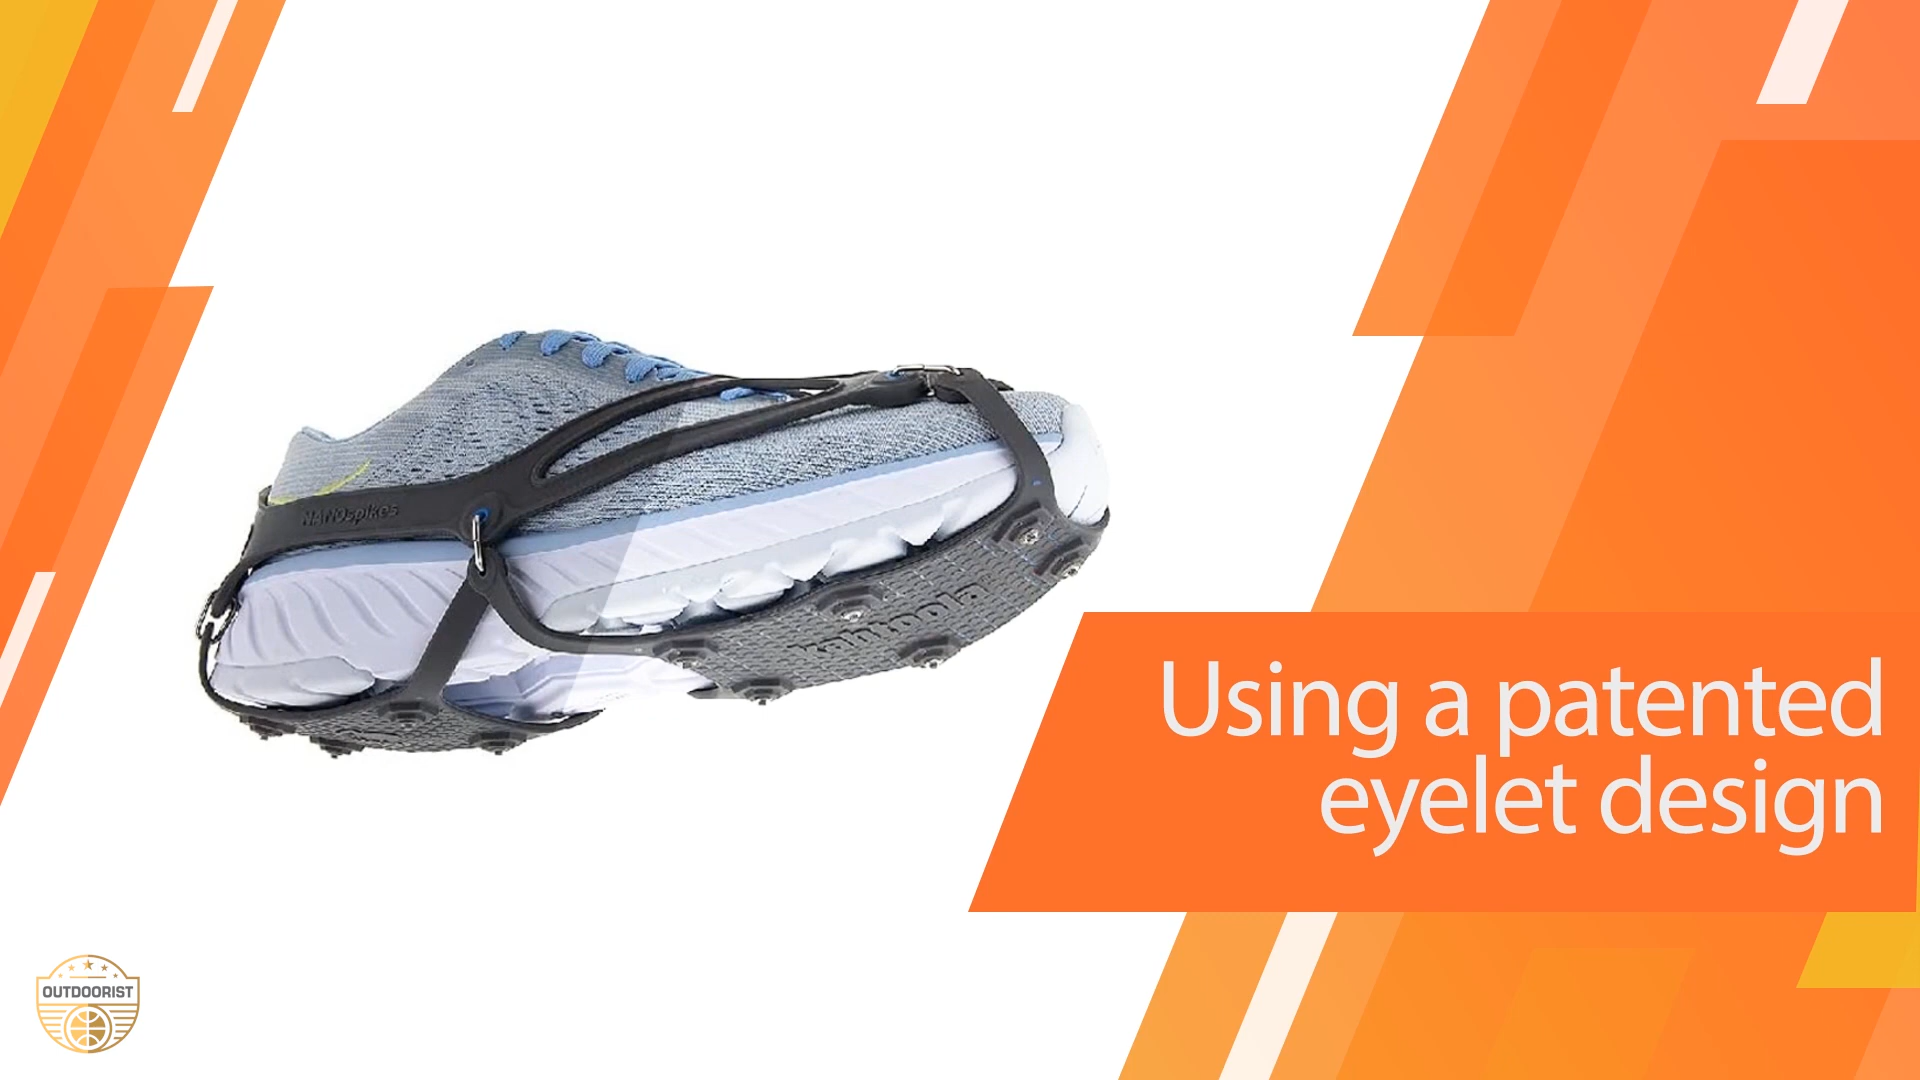 NANOspikes
kahtoola
Using a patented
eyelet design
OUTDOORIST